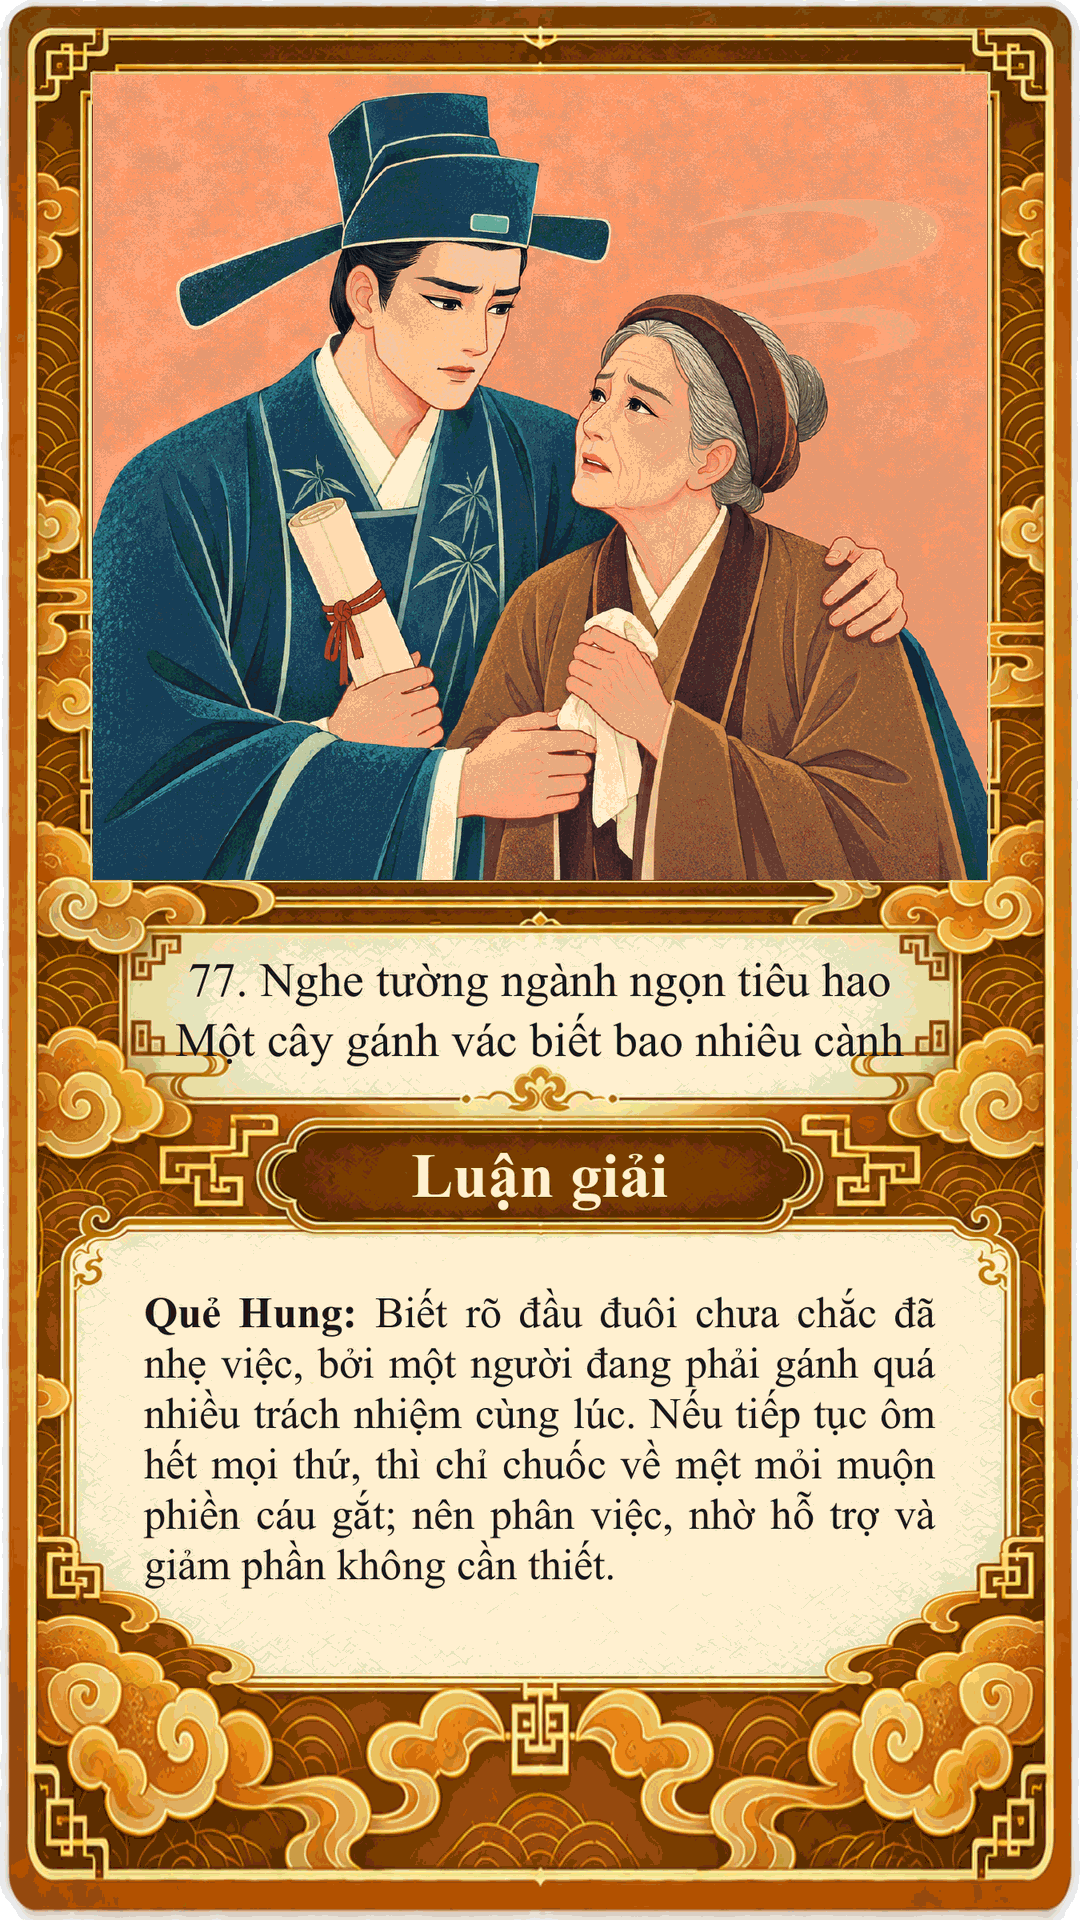 77. Nghe tường ngành ngọn tiêu hao
Một cây gánh vác biết bao nhiêu cành
Luận giải
Quẻ Hung: Biết rõ đầu đuôi chưa chắc đã
nhẹ việc, bởi một người đang phải gánh quá
nhiều trách nhiệm cùng lúc. Nếu tiếp tục ôm
hết mọi thứ, thì chỉ chuốc về mệt mỏi muộn
phiền cáu gắt; nên phân việc, nhờ hỗ trợ và
giảm phần không cần thiết.